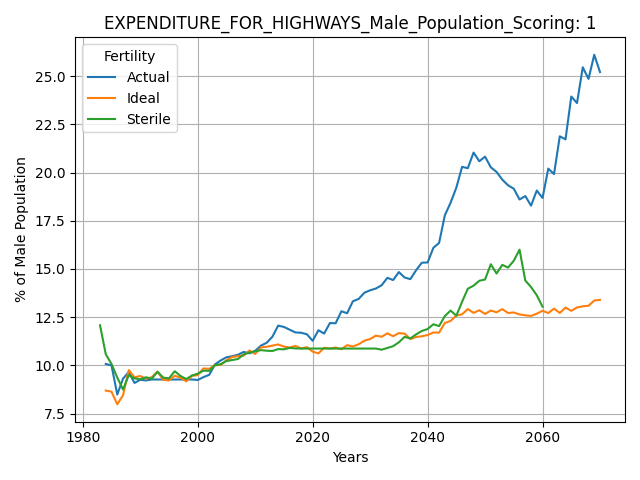 EXPENDITURE_FOR_HIGHWAYS_Male_Population_Scoring: 1
Fertility
Actual
Ideal
Sterile
% of Male Population
25.0
22.5
20.0
17.5
15.0
12.5
10.0
7.5
1980 2000 2020 2040 2060
Years